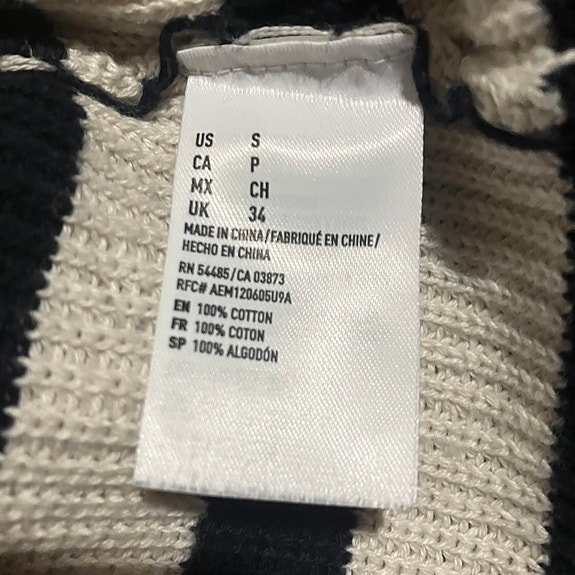 US S
CA P
MX CH
UK 34
MADE IN CHINA/FABRIQUÉ EN CHINE/
HECHO EN CHINA
RN 54485/CA 03873
RFC# AEM120605U9A
EN 100% COTTON
FR 100% COTON
SP 100% ALGODÓN